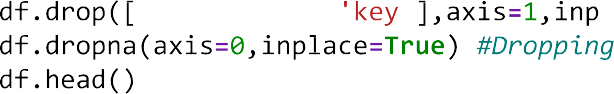 df.drop([ 'key ],axis=1,inp
df.dropna(axis=0,inplace=True) #Dropping
df.head()